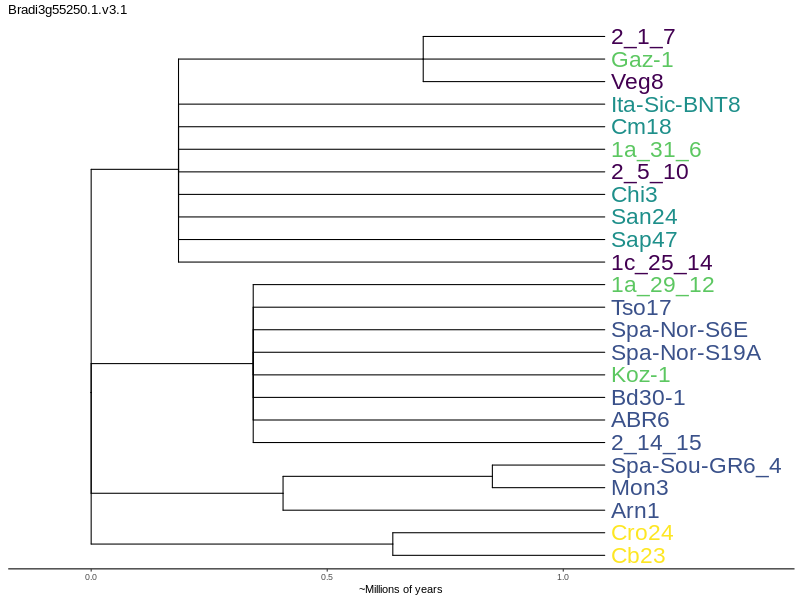 Bradi3g55250.1.v3.1
2_1_7
Gaz-1
Veg8
Ita-Sic-BNT8
Cm18
1a_31_6
2_5_10
Chi3
San24
Sap47
1c_25_14
1a_29_12
Tso17
Spa-Nor-S6E
Spa-Nor-S19A
Koz-1
Bd30-1
ABR6
2_14_15
Spa-Sou-GR6_4
Mon3
Arn1
Cro24
Cb23
0.0 0.5 1.0
~Millions of years